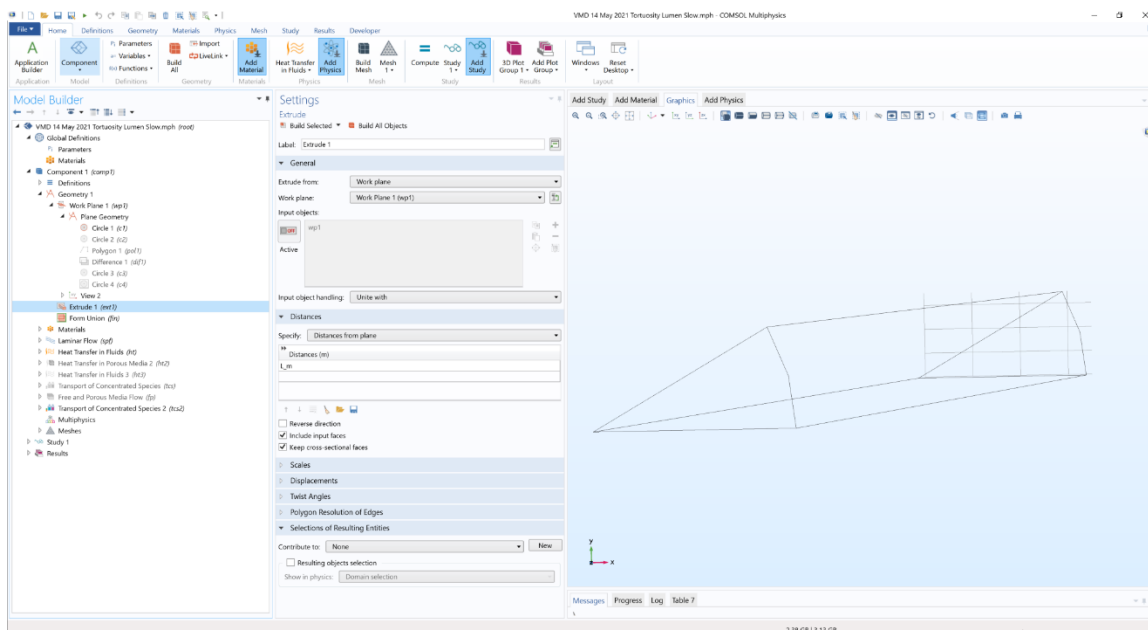 VMD 14 May 2021 Tortuosity Lumen Slow.mph - COMSOL Multiphysics
File Home Definitions Geometry Materials Physics Mesh Study Results Developer
Application Builder
Component
Parameters
Variables
Functions
Build All
Import
LiveLink
Add Material
Heat Transfer in Fluids
Add Physics
Build Mesh
Mesh 1
Compute
Study 1
Add Study
3D Plot Group 1
Add Plot Group
Windows
Reset Desktop
Application Model Definitions Geometry Materials Physics Mesh Study Results Layout
Model Builder
VMD 14 May 2021 Tortuosity Lumen Slow.mph (root)
Global Definitions
Parameters
Materials
Component 1 (comp1)
Definitions
Geometry 1
Work Plane 1 (wp1)
Plane Geometry
Circle 1 (c1)
Circle 2 (c2)
Polygon 1 (pol1)
Difference 1 (dif1)
Circle 3 (c3)
Circle 4 (c4)
View 2
Extrude 1 (ext1)
Form Union (fin)
Materials
Laminar Flow (spf)
Heat Transfer in Fluids (ht)
Heat Transfer in Porous Media 2 (ht2)
Heat Transfer in Fluids 3 (ht3)
Transport of Concentrated Species (tcs)
Free and Porous Media Flow (fp)
Transport of Concentrated Species 2 (tcs2)
Multiphysics
Meshes
Study 1
Results
Settings
Extrude
Build Selected Build All Objects
Label: Extrude 1
General
Extrude from: Work plane
Work plane: Work Plane 1 (wp1)
Input objects:
wp1
Active
Input object handling: Unite with
Distances
Specify: Distances from plane
Distances (m)
L_m
Reverse direction
Include input faces
Keep cross-sectional faces
Scales
Displacements
Twist Angles
Polygon Resolution of Edges
Selections of Resulting Entities
Contribute to: None New
Resulting objects selection
Show in physics: Domain selection
Add Study Add Material Graphics Add Physics
y
x
Messages Progress Log Table 7